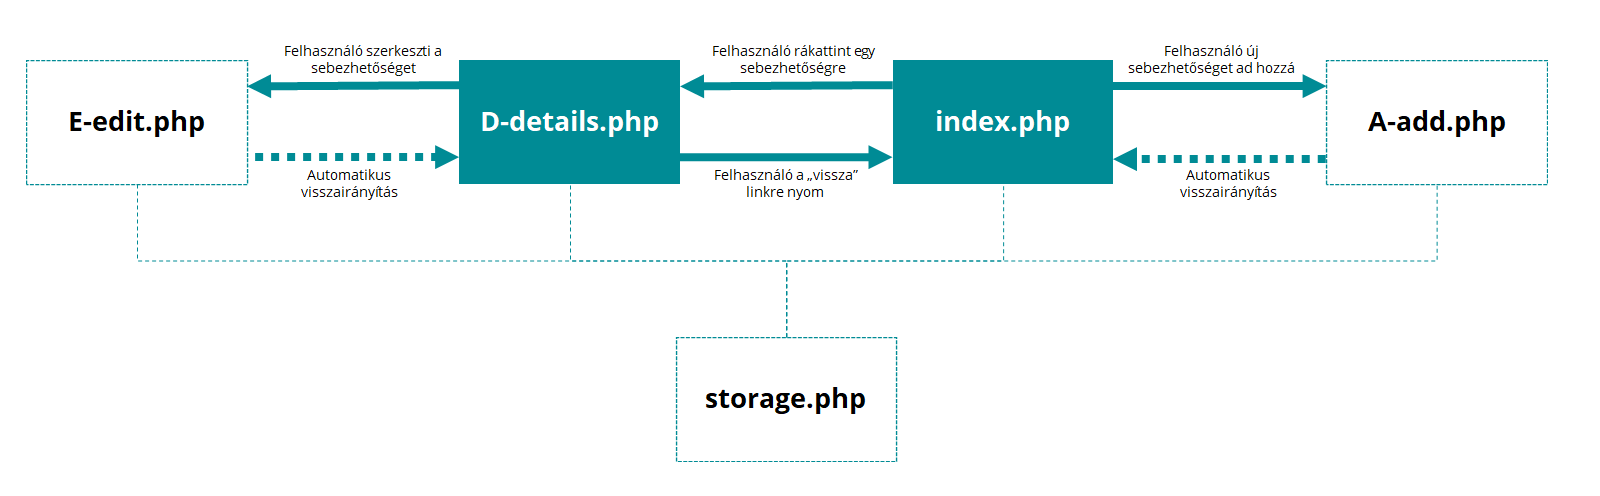 Felhasználó szerkeszti a
sebezhetőséget
Felhasználó rákattint egy
sebezhetőségre
Felhasználó új
sebezhetőséget ad hozzá
E-edit.php
D-details.php
index.php
A-add.php
Automatikus
visszairányítás
Felhasználó a „vissza”
linkre nyom
Automatikus
visszairányítás
storage.php